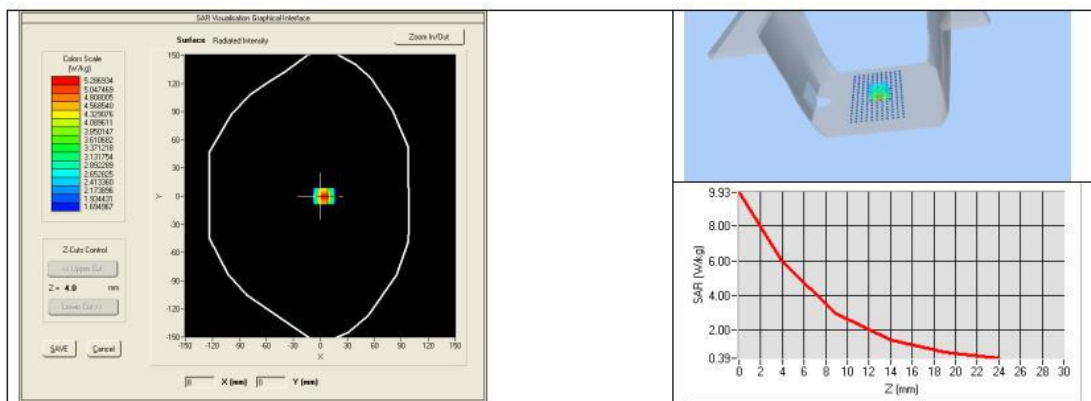 SAR Visualisation Graphical Interface
Surface Radiated Intensity
Zoom In/Out
Colors Scale
(W/kg)
5.286934
5.047469
4.808005
4.568540
4.329076
4.089611
3.850147
3.610682
3.371218
3.131754
2.892289
2.652825
2.413360
2.173896
1.934431
1.694967
150
120
90
60
30
0
-30
-60
-90
-120
-150
Y
-150 -120 -90 -60 -30 0 30 60 90 120 150
X
Z-Cuts Control
<< Upper Cut
Z = 4.0 mm
Lower Cut >>
SAVE Cancel
0 X (mm) 0 Y (mm)
9.93
8.00
6.00
4.00
2.00
0.39
SAR (W/kg)
0 2 4 6 8 10 12 14 16 18 20 22 24 26 28 30
Z (mm)